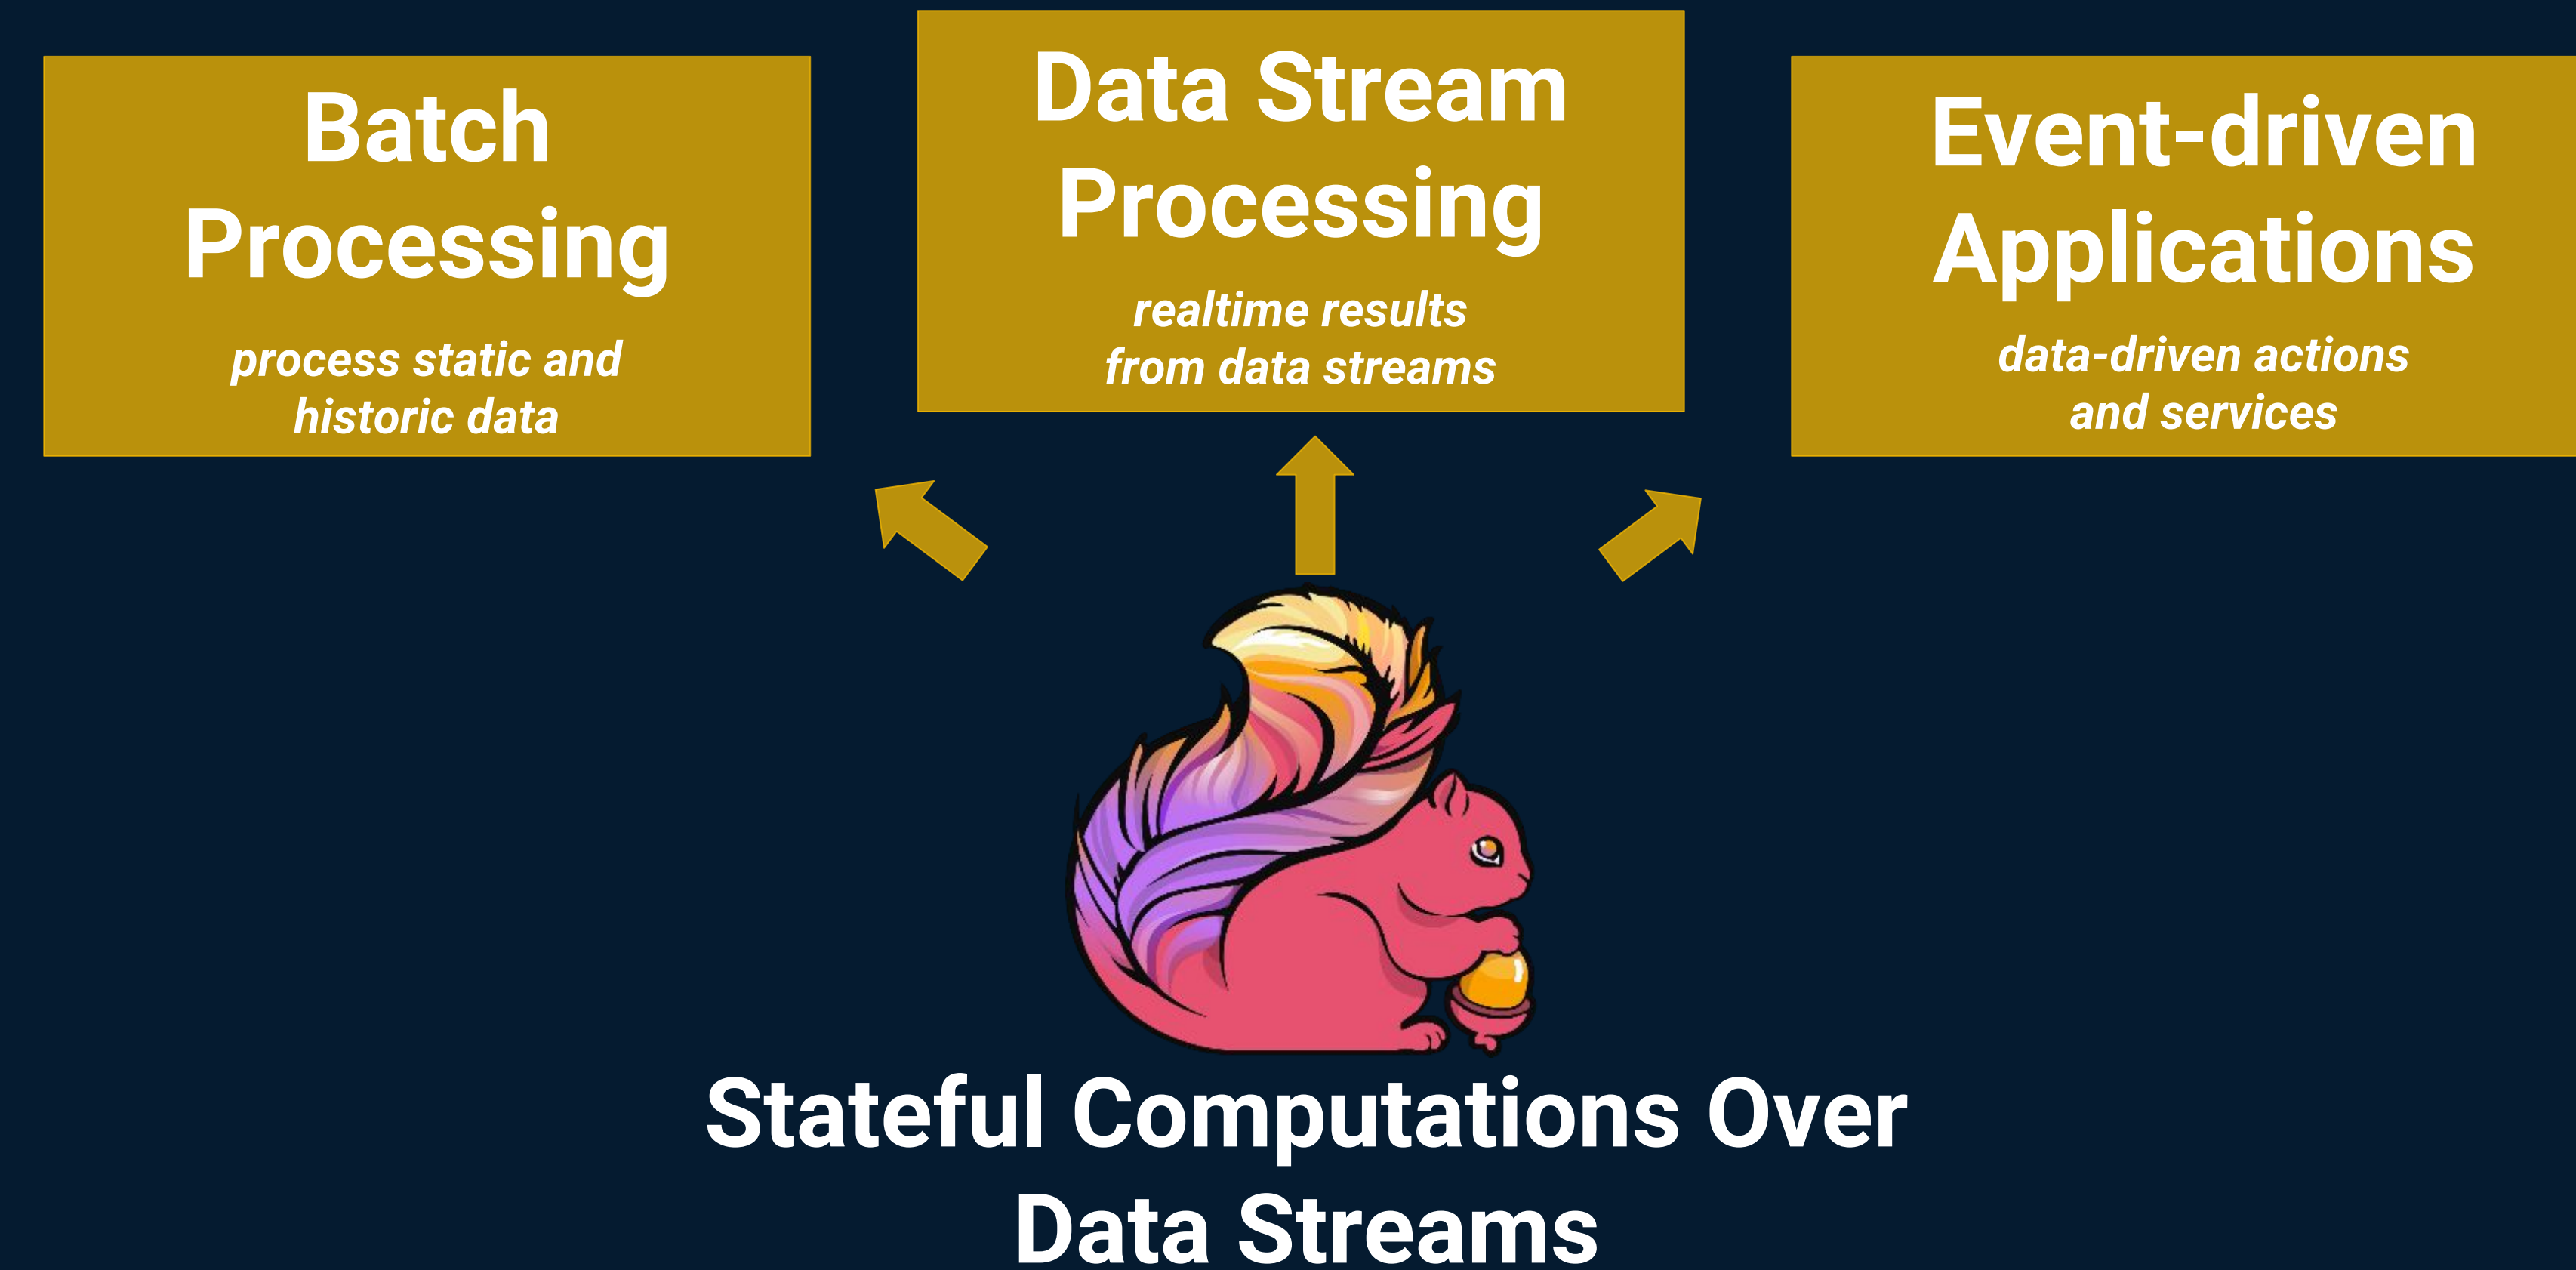 Batch
Processing
process static and
historic data
Data Stream
Processing
realtime results
from data streams
Event-driven
Applications
data-driven actions
and services
Stateful Computations Over
Data Streams